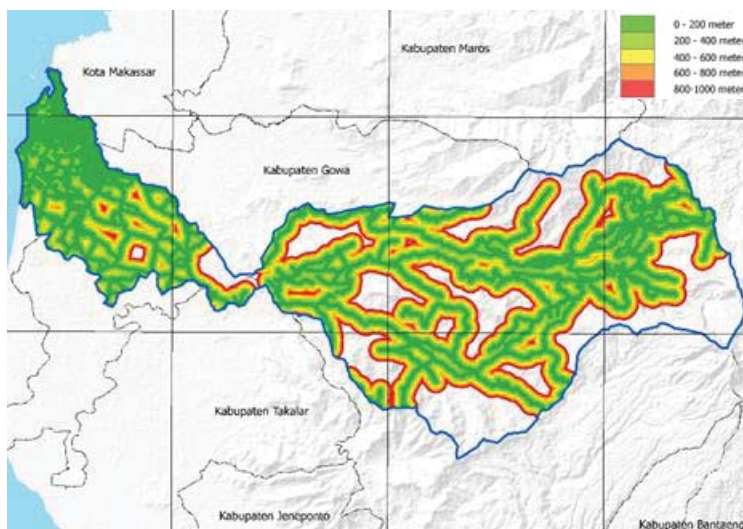 0 - 200 meter
200 - 400 meter
400 - 600 meter
600 - 800 meter
800-1000 meter
Kabupaten Maros
Kota Makassar
Kabupaten Gowa
Kabupaten Takalar
Kabupaten Jeneponto
Kabupaten Bantaeng